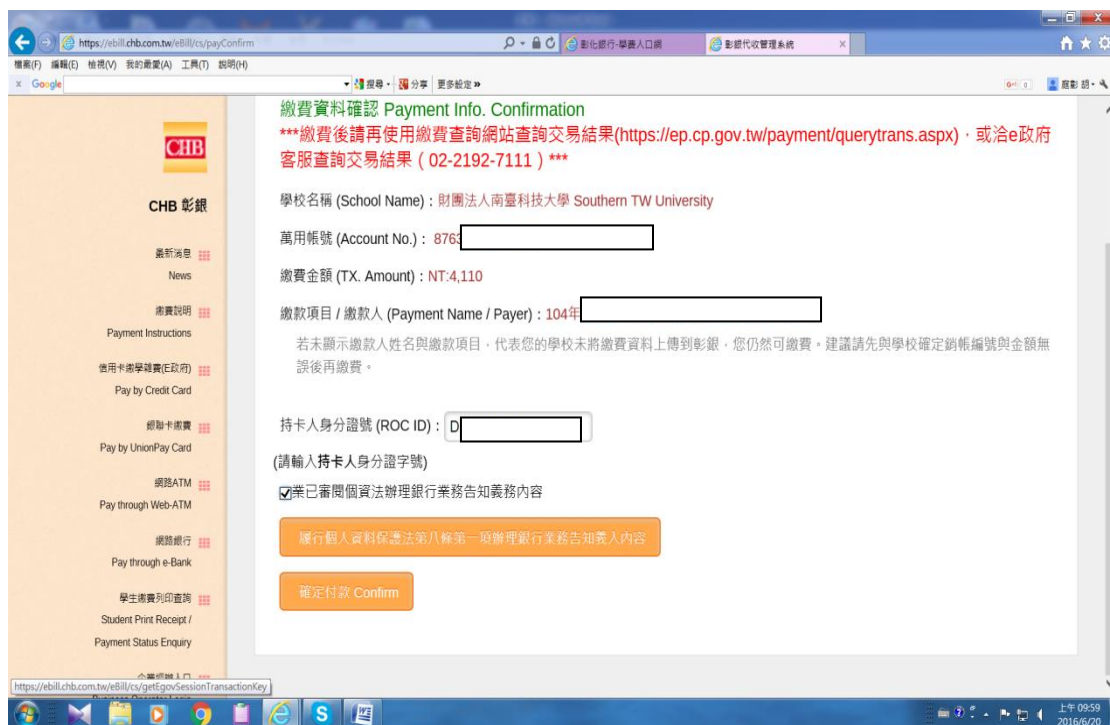 https://ebill.chb.com.tw/eBill/cs/payConfirm
彰化銀行-學雜人口網
彰銀代收管理系統
檔案(F) 編輯(E) 檢視(V) 我的最愛(A) 工具(T) 說明(H)
x Google
搜尋 分享 更多設定 »
繳費資料確認 Payment Info. Confirmation
***繳費後請再使用繳費查詢網站查詢交易結果(https://ep.cp.gov.tw/payment/querytrans.aspx)，或洽e政府
客服查詢交易結果（02-2192-7111）***
CHB
CHB 彰銀
學校名稱 (School Name)：財團法人南臺科技大學 Southern TW University
萬用帳號 (Account No.)： 8763
繳費金額 (TX. Amount)：NT:4,110
繳款項目 / 繳款人 (Payment Name / Payer)：104年
若未顯示繳款人姓名與繳款項目，代表您的學校未將繳費資料上傳到彰銀，您仍然可繳費。建議請先與學校確定銷帳編號與金額無
誤後再繳費。
持卡人身分證號 (ROC ID)： D
(請輸入持卡人身分證字號)
業已審閱個資法辦理銀行業務告知義務內容
履行個人資料保護法第八條第一項辦理銀行業務告知義人內容
確定付款 Confirm
最新消息
News
繳費說明
Payment Instructions
信用卡繳學雜費(E政府)
Pay by Credit Card
銀聯卡繳費
Pay by UnionPay Card
網路ATM
Pay through Web-ATM
網路銀行
Pay through e-Bank
學生繳費列印查詢
Student Print Receipt /
Payment Status Enquiry
https://ebill.chb.com.tw/eBill/cs/getEgovSessionTransactionKey
上午 09:59
2016/6/20